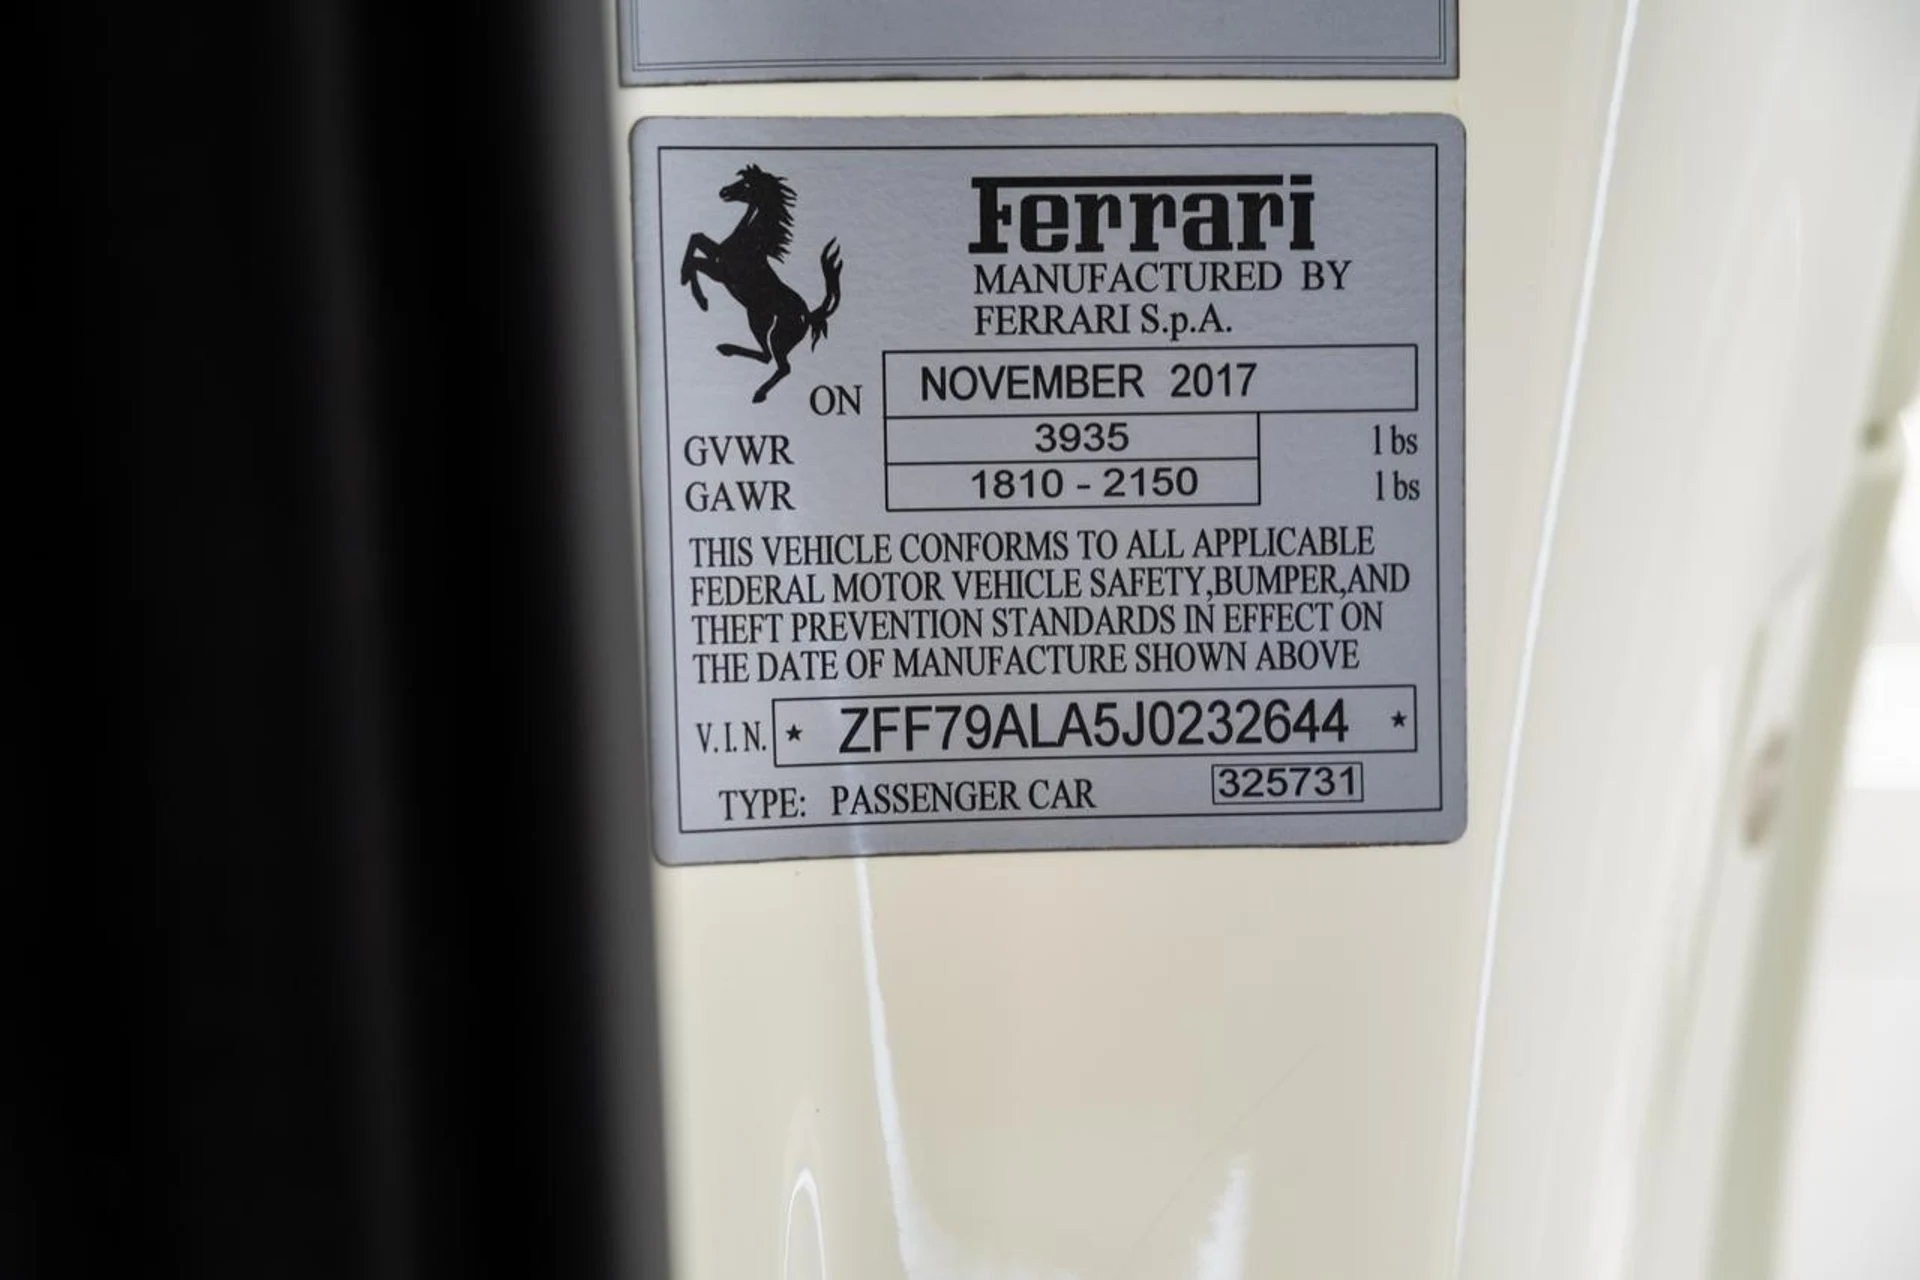 Ferrari
MANUFACTURED BY
FERRARI S.p.A.
ON NOVEMBER 2017
GVWR 3935 lbs
GAWR 1810 - 2150 lbs
THIS VEHICLE CONFORMS TO ALL APPLICABLE
FEDERAL MOTOR VEHICLE SAFETY,BUMPER,AND
THEFT PREVENTION STANDARDS IN EFFECT ON
THE DATE OF MANUFACTURE SHOWN ABOVE
V.I.N. * ZFF79ALA5J0232644 *
TYPE: PASSENGER CAR 325731